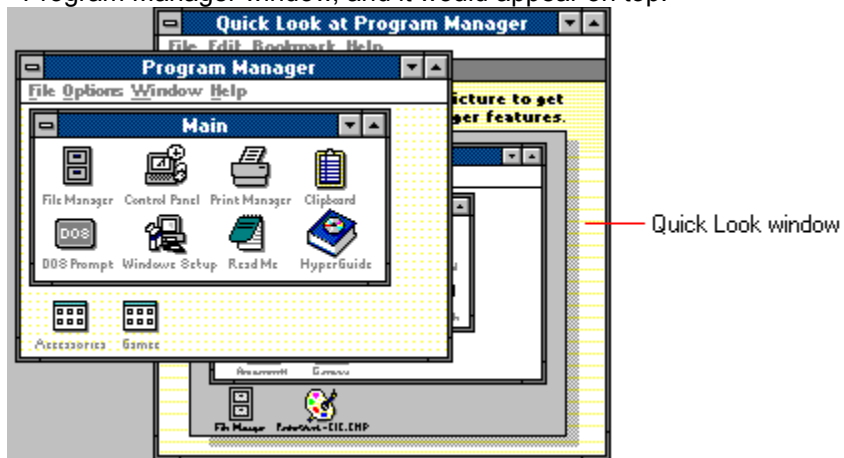 Program Manager window, and it would appear on top.
Quick Look at Program Manager
File Edit Bookmark Help
Program Manager
File Options Window Help
icture to get
ger features.
Main
File Manager Control Panel Print Manager Clipboard
DOS
DOS Prompt Windows Setup Read Me HyperGuide
Quick Look window
Accessories Games
File Manager